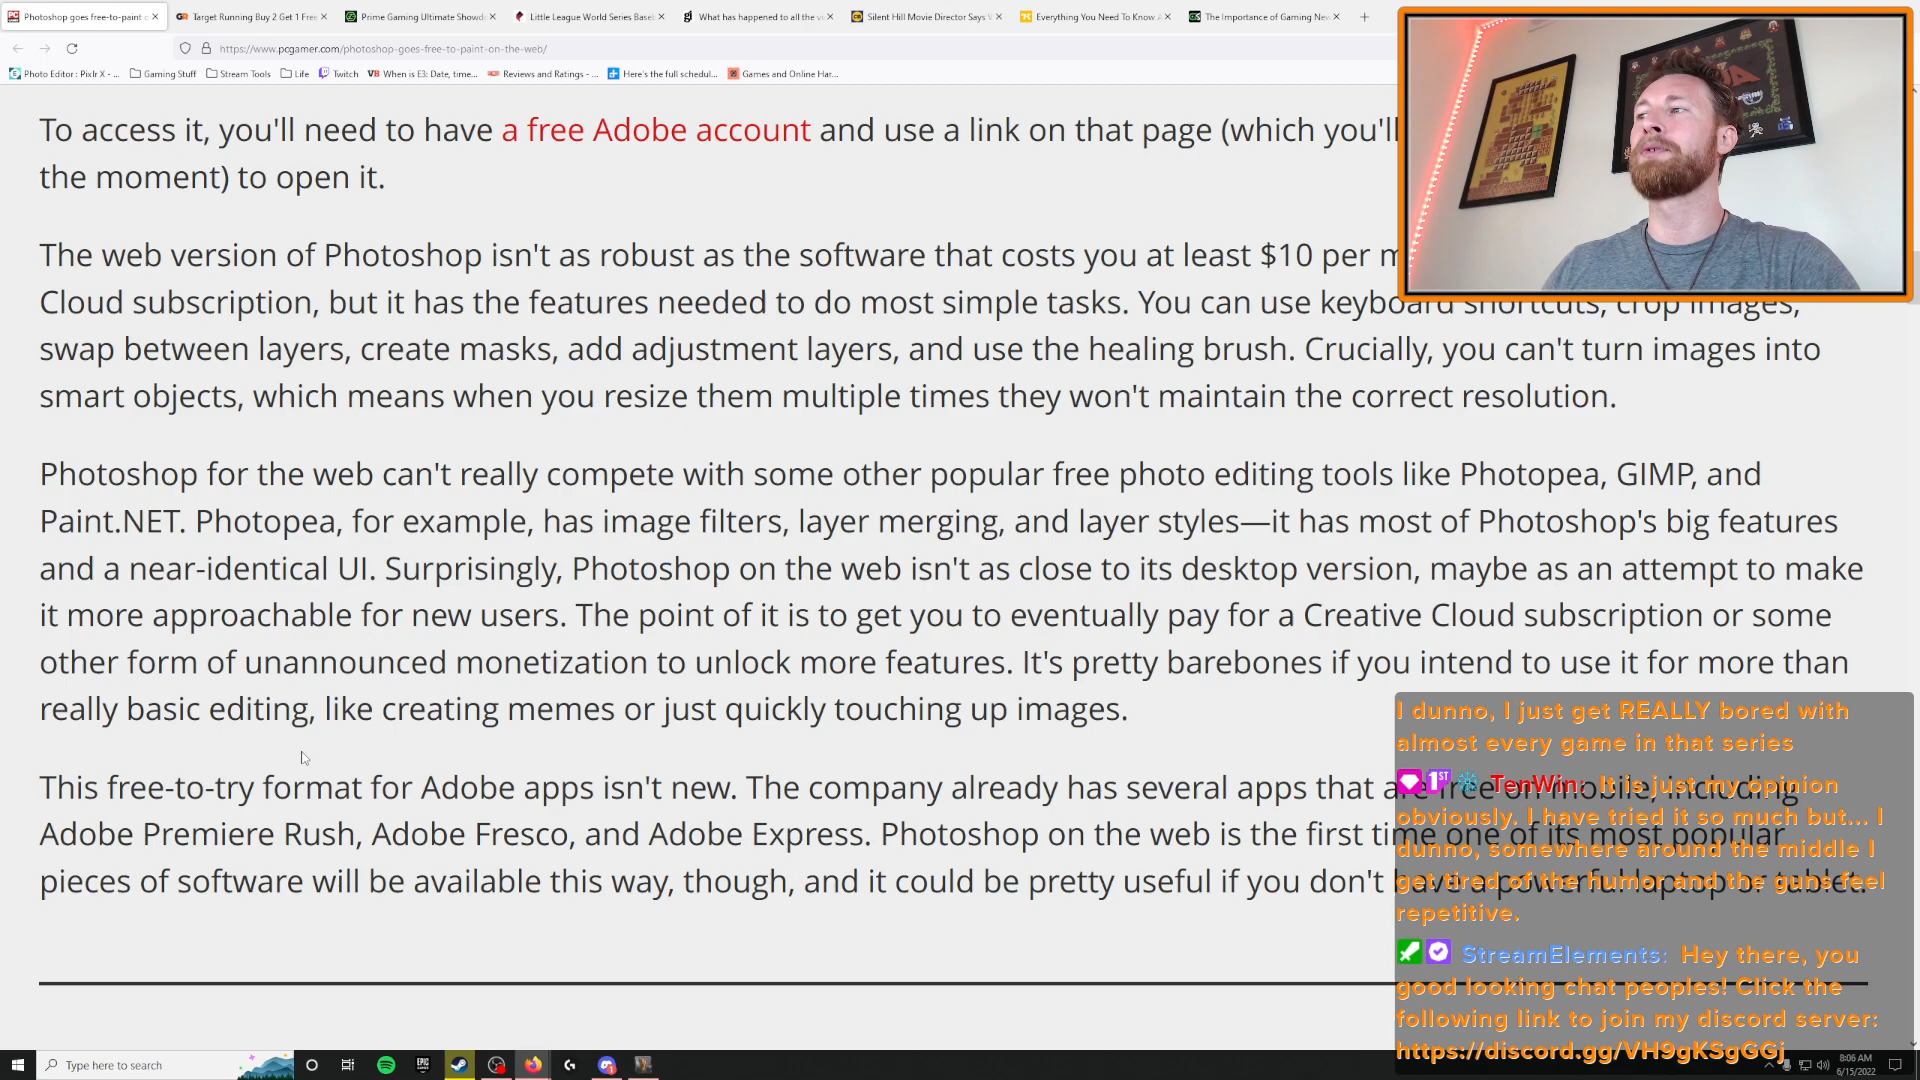 Photoshop goes free-to-paint o
Target Running Buy 2 Get 1 Free
Prime Gaming Ultimate Showdo
Little League World Series Baseb
What has happened to all the vi
Silent Hill Movie Director Says V
Everything You Need To Know A
The Importance of Gaming New
https://www.pcgamer.com/photoshop-goes-free-to-paint-on-the-web/
Photo Editor : Pixlr X - ...
Gaming Stuff
Stream Tools
Life
Twitch
When is E3: Date, time...
Reviews and Ratings - ...
Here's the full schedul...
Games and Online Har...
To access it, you'll need to have a free Adobe account and use a link on that page (which you'll
the moment) to open it.
The web version of Photoshop isn't as robust as the software that costs you at least $10 per m
Cloud subscription, but it has the features needed to do most simple tasks. You can use keyboard shortcuts, crop images,
swap between layers, create masks, add adjustment layers, and use the healing brush. Crucially, you can't turn images into
smart objects, which means when you resize them multiple times they won't maintain the correct resolution.
Photoshop for the web can't really compete with some other popular free photo editing tools like Photopea, GIMP, and
Paint.NET. Photopea, for example, has image filters, layer merging, and layer styles—it has most of Photoshop's big features
and a near-identical UI. Surprisingly, Photoshop on the web isn't as close to its desktop version, maybe as an attempt to make
it more approachable for new users. The point of it is to get you to eventually pay for a Creative Cloud subscription or some
other form of unannounced monetization to unlock more features. It's pretty barebones if you intend to use it for more than
really basic editing, like creating memes or just quickly touching up images.
This free-to-try format for Adobe apps isn't new. The company already has several apps that are free on mobile, including
Adobe Premiere Rush, Adobe Fresco, and Adobe Express. Photoshop on the web is the first time one of its most popular
pieces of software will be available this way, though, and it could be pretty useful if you don't have a powerful laptop or tablet.
I dunno, I just get REALLY bored with
almost every game in that series
1ST TenWin: It is just my opinion
obviously. I have tried it so much but... I
dunno, somewhere around the middle I
get tired of the humor and the guns feel
repetitive.
StreamElements: Hey there, you
good looking chat peoples! Click the
following link to join my discord server:
https://discord.gg/VH9gKSgGGj
Type here to search
8:06 AM
6/15/2022